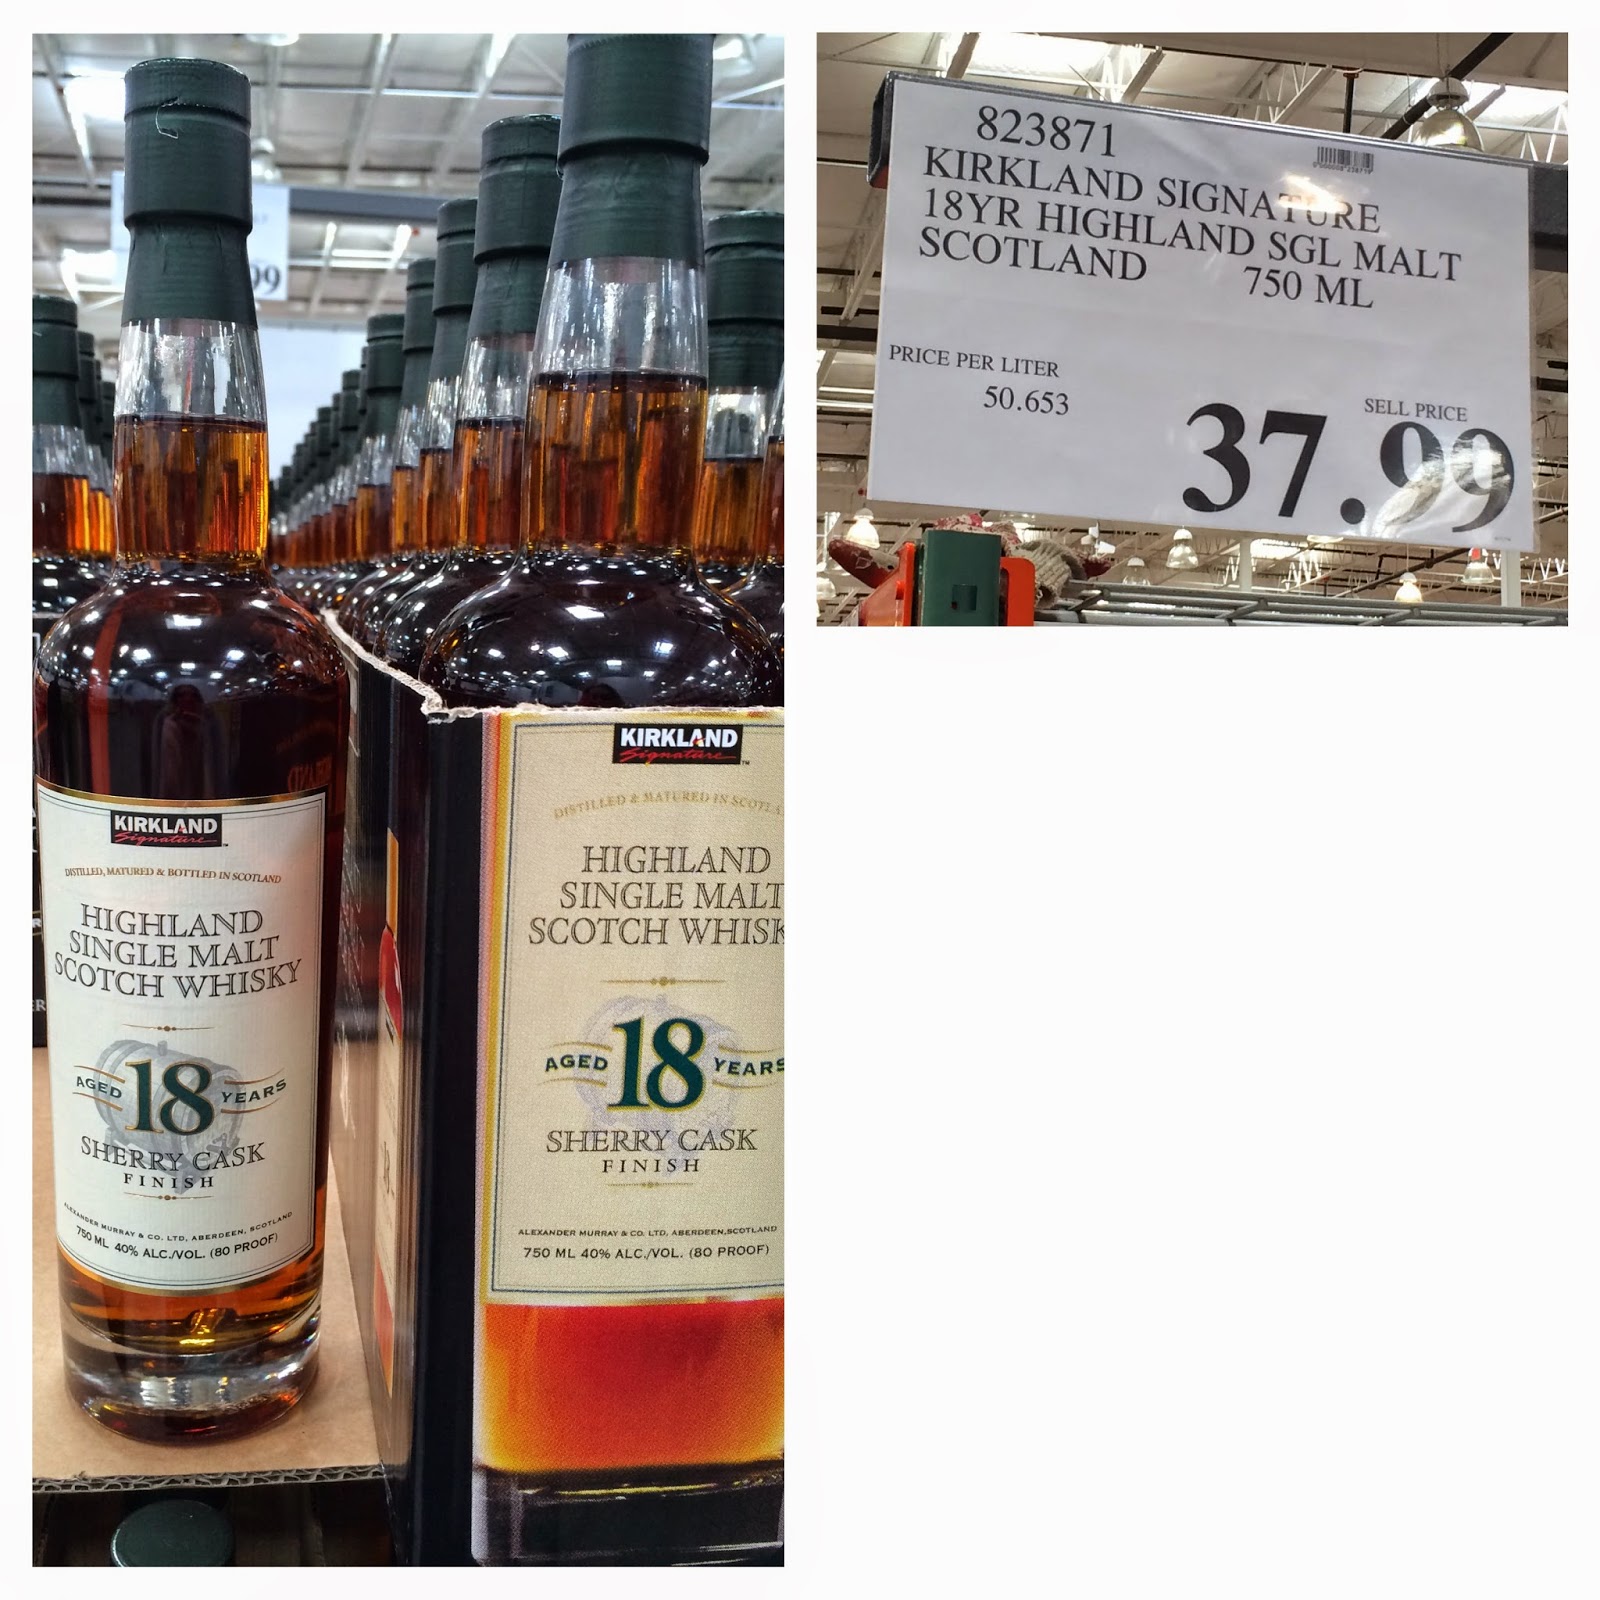 KIRKLAND
Signature
DISTILLED, MATURED & BOTTLED IN SCOTLAND
HIGHLAND
SINGLE MALT
SCOTCH WHISKY
AGED 18 YEARS
SHERRY CASK
FINISH
ALEXANDER MURRAY & CO. LTD, ABERDEEN, SCOTLAND
750 ML 40% ALC./VOL. (80 PROOF)
KIRKLAND
Signature
DISTILLED & MATURED IN
HIGHLAND
SINGLE MALT
SCOTCH
AGED 18 YEARS
SHERRY CASK
FINISH
ALEXANDER MURRAY & CO. LTD, ABERDEEN, SCOTLAND
750 ML 40% ALC./VOL. (80 PROOF)
823871
KIRKLAND SIGNATURE
18YR HIGHLAND SGL MALT
SCOTLAND 750 ML
PRICE PER LITER
50.653
SELL PRICE
37.99